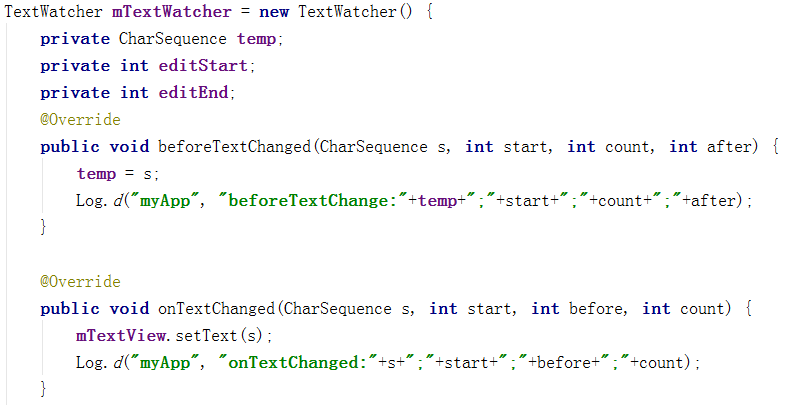 TextWatcher mTextWatcher = new TextWatcher() {
    private CharSequence temp;
    private int editStart;
    private int editEnd;
    @Override
    public void beforeTextChanged(CharSequence s, int start, int count, int after) {
        temp = s;
        Log.d("myApp", "beforeTextChange:"+temp+";"+start+";"+count+";"+after);
    }

    @Override
    public void onTextChanged(CharSequence s, int start, int before, int count) {
        mTextView.setText(s);
        Log.d("myApp", "onTextChanged:"+s+";"+start+";"+before+";"+count);
    }